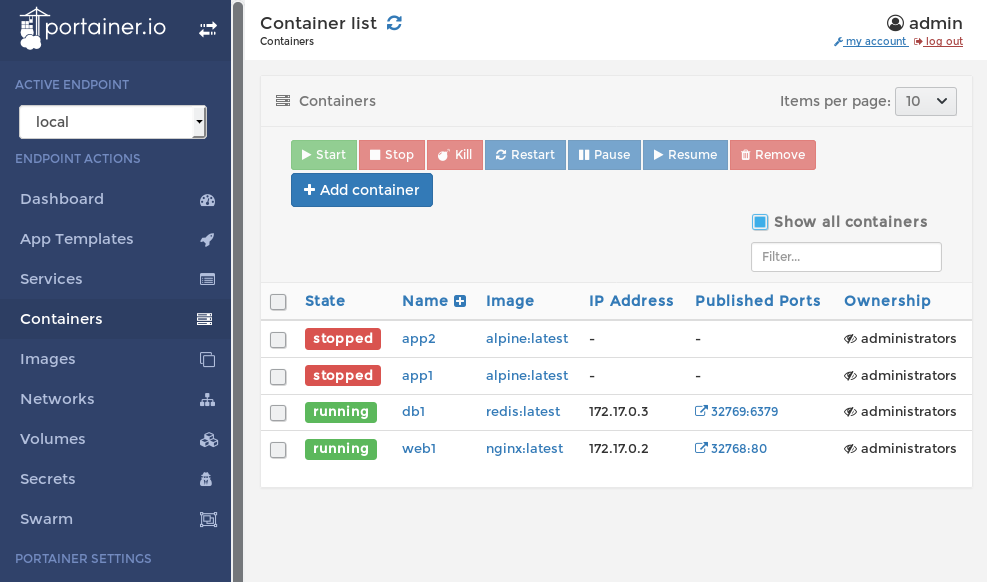 portainer.io
ACTIVE ENDPOINT
local
ENDPOINT ACTIONS
Dashboard
App Templates
Services
Containers
Images
Networks
Volumes
Secrets
Swarm
PORTAINER SETTINGS
Container list
Containers
admin
my account log out
Containers
Items per page: 10
Start Stop Kill Restart Pause Resume Remove
Add container
Show all containers
Filter...
State Name Image IP Address Published Ports Ownership
stopped app2 alpine:latest - - administrators
stopped app1 alpine:latest - - administrators
running db1 redis:latest 172.17.0.3 32769:6379 administrators
running web1 nginx:latest 172.17.0.2 32768:80 administrators